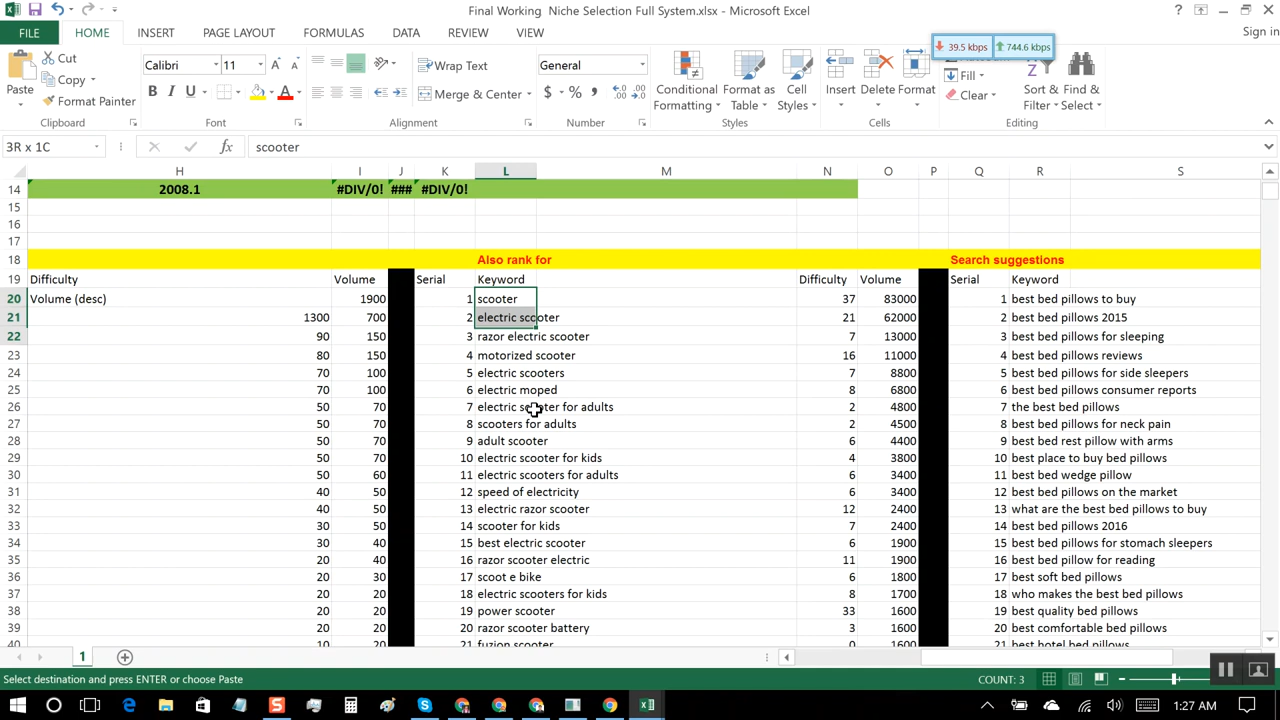 Final Working Niche Selection Full System.xlsx - Microsoft Excel
Sign in
FILE HOME INSERT PAGE LAYOUT FORMULAS DATA REVIEW VIEW
39.5 kbps 744.6 kbps
Paste Cut Copy Format Painter Clipboard
Calibri 11 B I U A Font
Wrap Text Merge & Center Alignment
General $ % , Number
Conditional Formatting Format as Table Cell Styles Styles
Insert Delete Format Cells
Fill Clear Sort & Filter Find & Select Editing
3R x 1C fx scooter
H I J K L M N O P Q R S
14 2008.1 #DIV/0! ### #DIV/0!
15
16
17
18 Also rank for Search suggestions
19 Difficulty Volume Serial Keyword Difficulty Volume Serial Keyword
20 Volume (desc) 1900 1 scooter 37 83000 1 best bed pillows to buy
21 1300 700 2 electric scooter 21 62000 2 best bed pillows 2015
22 90 150 3 razor electric scooter 7 13000 3 best bed pillows for sleeping
23 80 150 4 motorized scooter 16 11000 4 best bed pillows reviews
24 70 100 5 electric scooters 7 8800 5 best bed pillows for side sleepers
25 70 100 6 electric moped 8 6800 6 best bed pillows consumer reports
26 50 70 7 electric scooter for adults 2 4800 7 the best bed pillows
27 50 70 8 scooters for adults 2 4500 8 best bed pillows for neck pain
28 50 70 9 adult scooter 6 4400 9 best bed rest pillow with arms
29 50 70 10 electric scooter for kids 4 3800 10 best place to buy bed pillows
30 50 60 11 electric scooters for adults 6 3400 11 best bed wedge pillow
31 40 50 12 speed of electricity 6 3400 12 best bed pillows on the market
32 40 50 13 electric razor scooter 12 2400 13 what are the best bed pillows to buy
33 30 50 14 scooter for kids 7 2400 14 best bed pillows 2016
34 30 40 15 best electric scooter 6 1900 15 best bed pillows for stomach sleepers
35 20 40 16 razor scooter electric 11 1900 16 best bed pillow for reading
36 20 30 17 scoot e bike 6 1800 17 best soft bed pillows
37 20 20 18 electric scooters for kids 8 1700 18 who makes the best bed pillows
38 20 20 19 power scooter 33 1600 19 best quality bed pillows
39 20 20 20 razor scooter battery 3 1600 20 best comfortable bed pillows
40 10 20 21 fuzion scooter 0 1600 21 best hotel bed pillows
1
Select destination and press ENTER or choose Paste COUNT: 3
1:27 AM